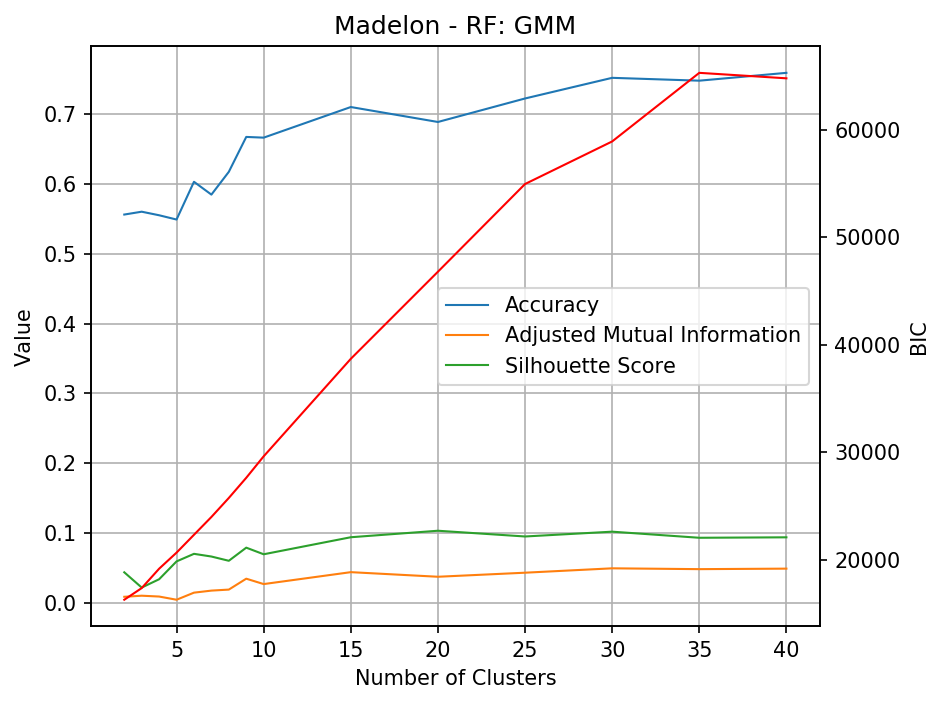 Madelon - RF: GMM
Value
0.7
0.6
0.5
0.4
0.3
0.2
0.1
0.0
Accuracy
Adjusted Mutual Information
Silhouette Score
60000
50000
40000
30000
20000
BIC
5 10 15 20 25 30 35 40
Number of Clusters